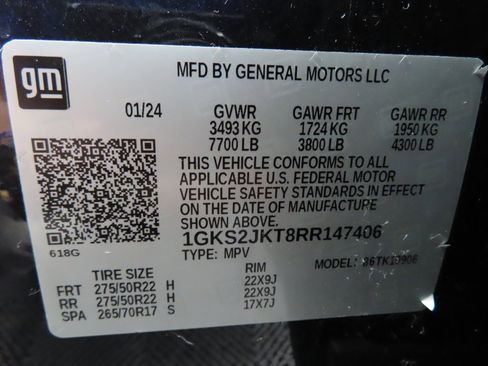 gm
MFD BY GENERAL MOTORS LLC
01/24 GVWR GAWR FRT GAWR RR
3493 KG 1724 KG 1950 KG
7700 LB 3800 LB 4300 LB
THIS VEHICLE CONFORMS TO ALL
APPLICABLE U.S. FEDERAL MOTOR
VEHICLE SAFETY STANDARDS IN EFFECT
ON THE DATE OF MANUFACTURE SHOWN ABOVE.
1GKS2JKT8RR147406
618G
TYPE: MPV MODEL:
TIRE SIZE RIM
FRT 275/50R22 H 22X9J
RR 275/50R22 H 22X9J
SPA 265/70R17 S 17X7J